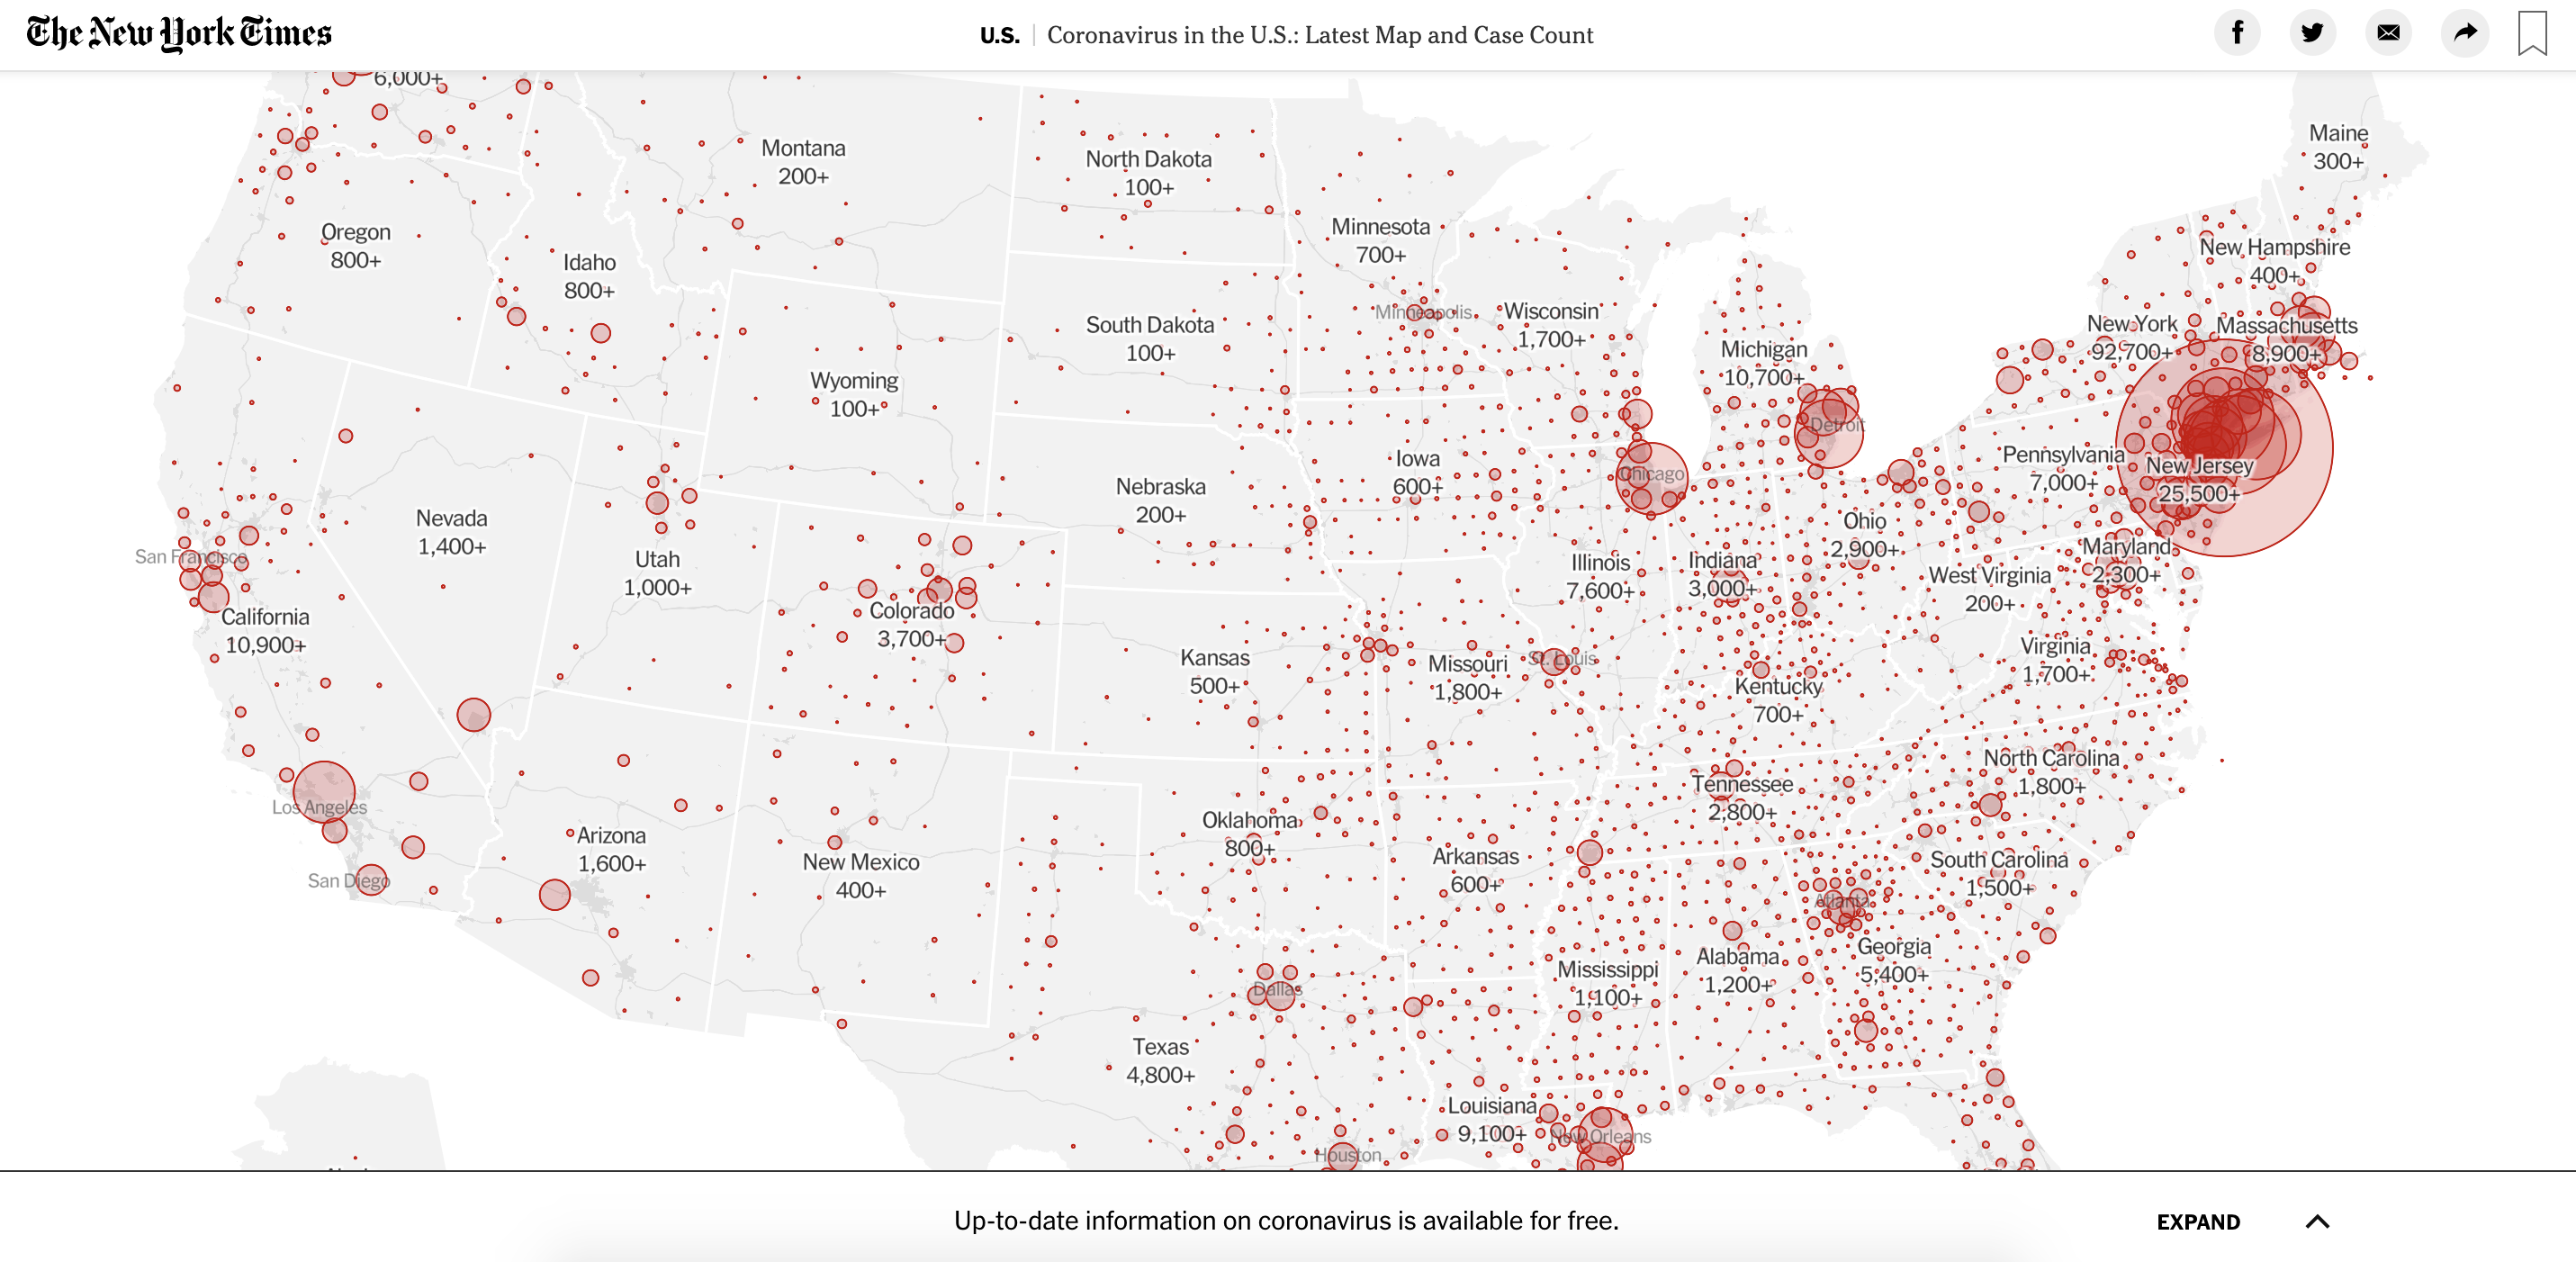 The New York Times
U.S. | Coronavirus in the U.S.: Latest Map and Case Count
6,000+
Montana
200+
North Dakota
100+
Maine
300+
Oregon
800+
Idaho
800+
Minnesota
700+
New Hampshire
400+
Minneapolis
South Dakota
100+
Wisconsin
1,700+
New York
92,700+
Massachusetts
8,900+
Michigan
10,700+
Wyoming
100+
Detroit
Iowa
600+
Chicago
Pennsylvania
7,000+
New Jersey
25,500+
Nebraska
200+
Nevada
1,400+
Ohio
2,900+
San Francisco
Utah
1,000+
Illinois
7,600+
Indiana
3,000+
Maryland
2,300+
West Virginia
200+
California
10,900+
Colorado
3,700+
Kansas
500+
Missouri
1,800+
St. Louis
Kentucky
700+
Virginia
1,700+
North Carolina
1,800+
Los Angeles
Tennessee
2,800+
Oklahoma
800+
Arizona
1,600+
New Mexico
400+
Arkansas
600+
South Carolina
1,500+
San Diego
Atlanta
Georgia
5,400+
Alabama
1,200+
Mississippi
1,100+
Dallas
Texas
4,800+
Louisiana
9,100+
New Orleans
Houston
Up-to-date information on coronavirus is available for free.
EXPAND